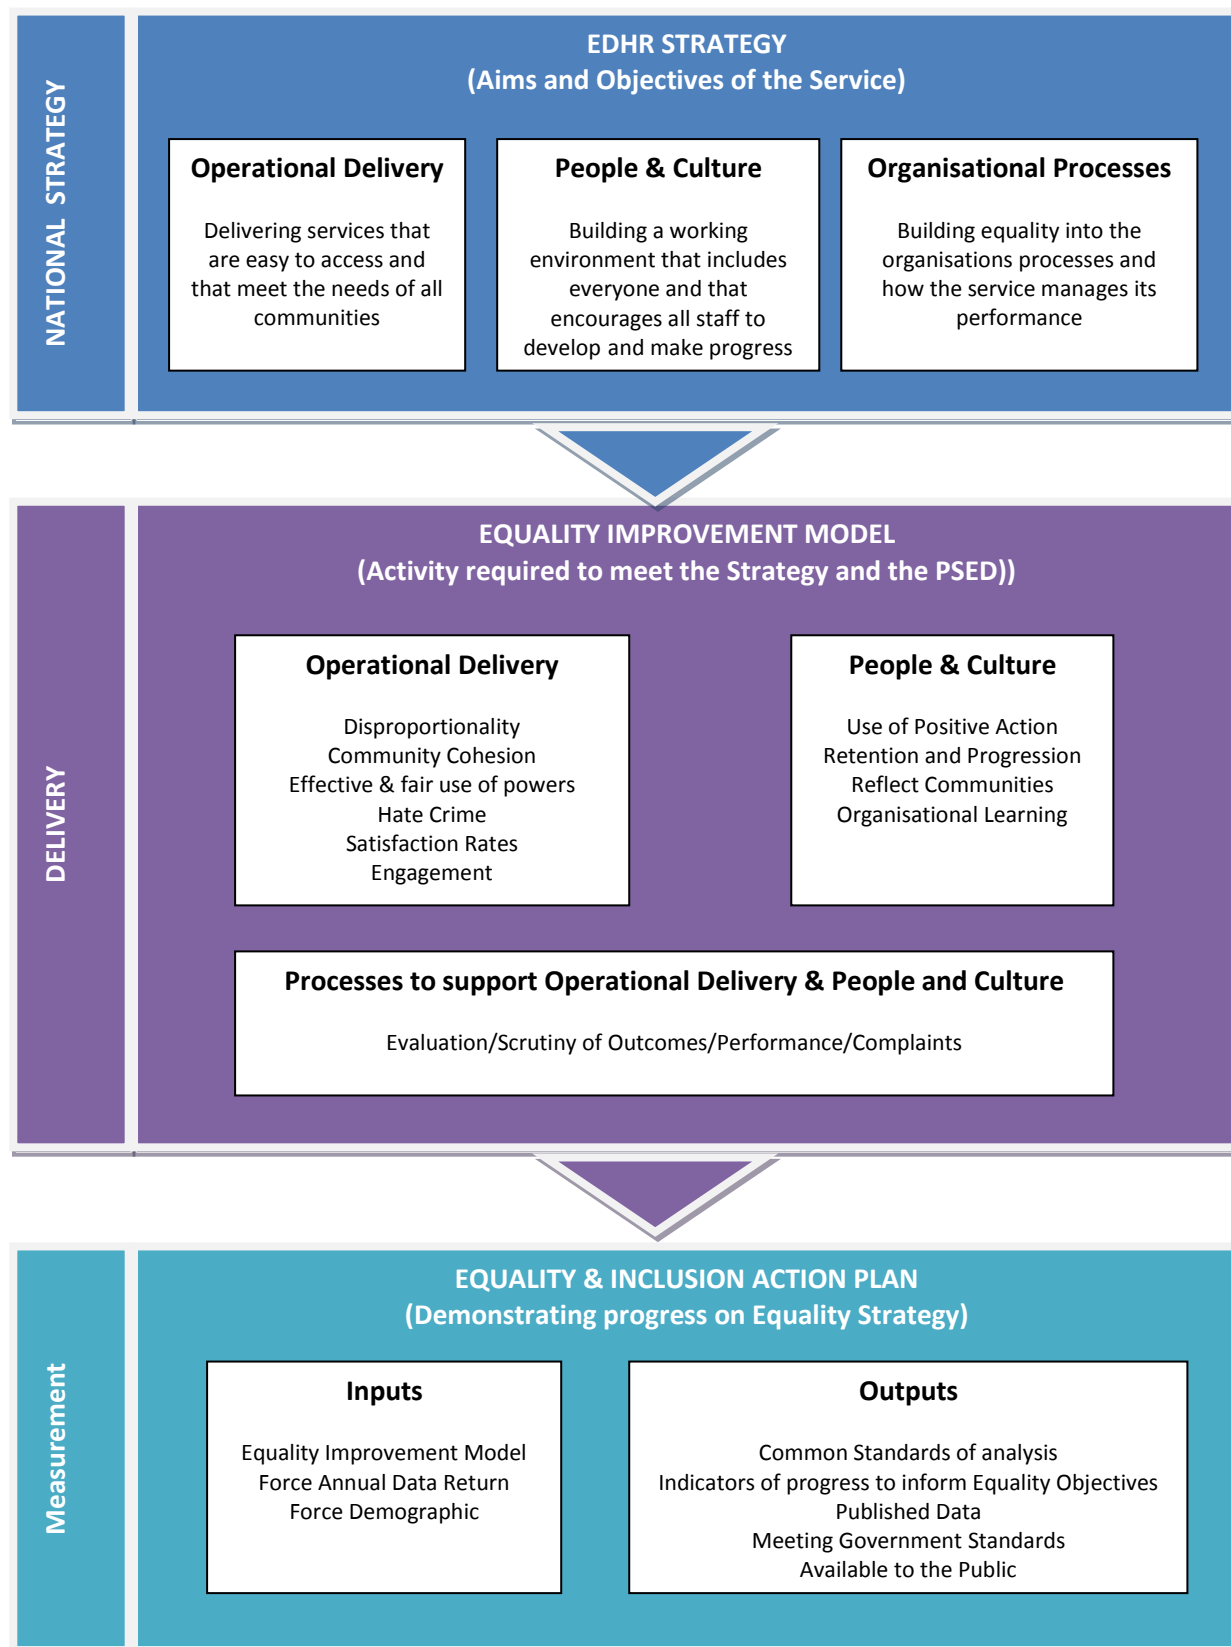 NATIONAL STRATEGY
EDHR STRATEGY
(Aims and Objectives of the Service)
Operational Delivery
Delivering services that
are easy to access and
that meet the needs of all
communities
People & Culture
Building a working
environment that includes
everyone and that
encourages all staff to
develop and make progress
Organisational Processes
Building equality into the
organisations processes and
how the service manages its
performance
DELIVERY
EQUALITY IMPROVEMENT MODEL
(Activity required to meet the Strategy and the PSED))
Operational Delivery
Disproportionality
Community Cohesion
Effective & fair use of powers
Hate Crime
Satisfaction Rates
Engagement
People & Culture
Use of Positive Action
Retention and Progression
Reflect Communities
Organisational Learning
Processes to support Operational Delivery & People and Culture
Evaluation/Scrutiny of Outcomes/Performance/Complaints
Measurement
EQUALITY & INCLUSION ACTION PLAN
(Demonstrating progress on Equality Strategy)
Inputs
Equality Improvement Model
Force Annual Data Return
Force Demographic
Outputs
Common Standards of analysis
Indicators of progress to inform Equality Objectives
Published Data
Meeting Government Standards
Available to the Public